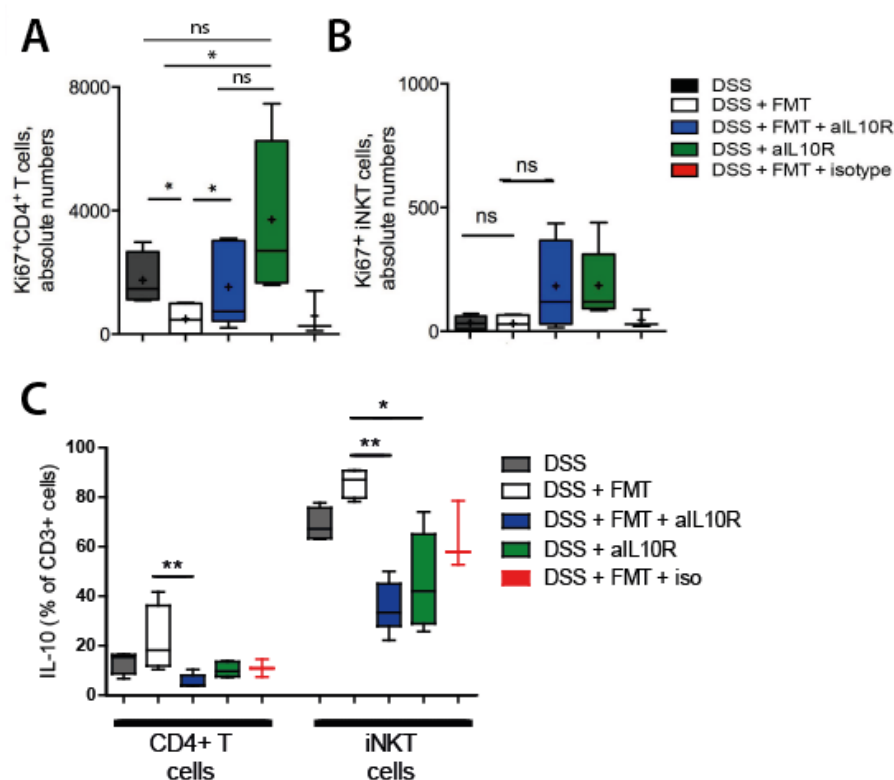 A
ns
*
ns
*
*
8000
4000
0
Ki67⁺CD4⁺ T cells,
absolute numbers
B
ns
ns
1000
500
0
Ki67⁺ iNKT cells,
absolute numbers
DSS
DSS + FMT
DSS + FMT + aIL10R
DSS + aIL10R
DSS + FMT + isotype
C
**
*
**
100
80
60
40
20
0
IL-10 (% of CD3+ cells)
CD4+ T
cells
iNKT
cells
DSS
DSS + FMT
DSS + FMT + aIL10R
DSS + aIL10R
DSS + FMT + iso